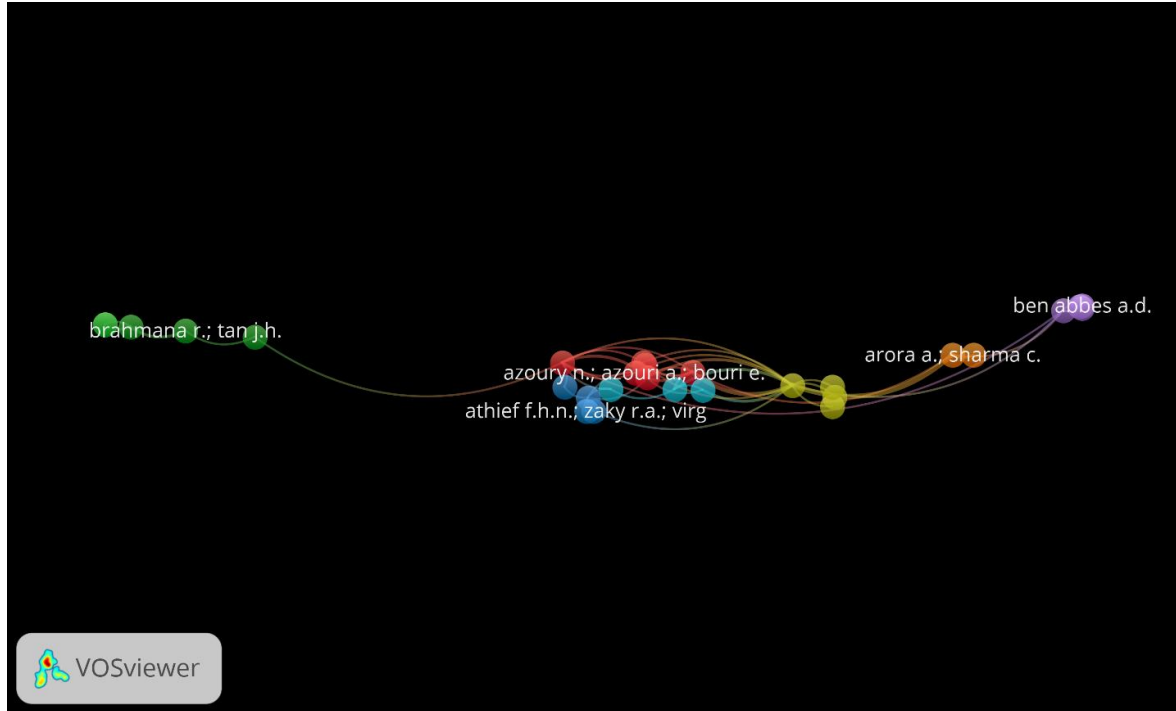 ben abbes a.d.
brahmana r.; tan j.h.
arora a.; sharma c.
azoury n.; azouri a.; bouri e.
athief f.h.n.; zaky r.a.; virg
VOSviewer